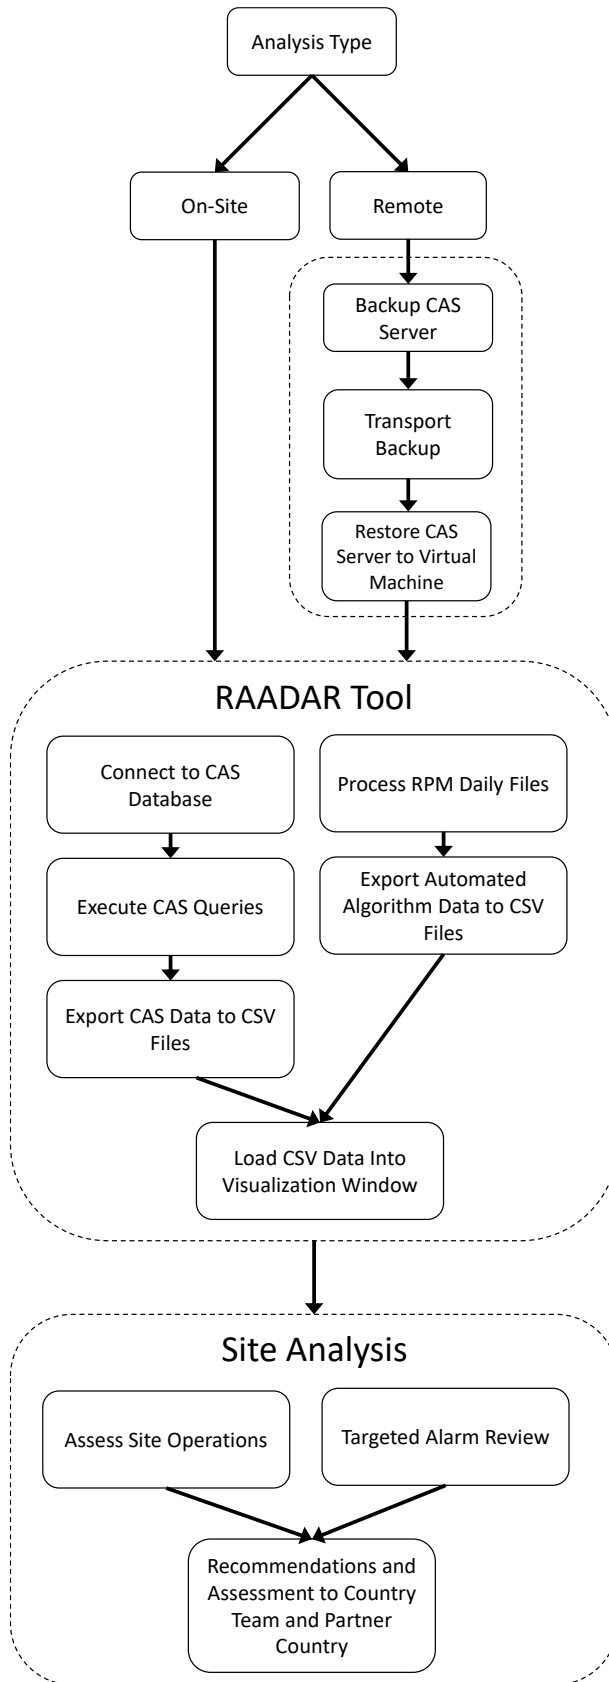 Analysis Type
On-Site
Remote
Backup CAS
Server
Transport
Backup
Restore CAS
Server to Virtual
Machine
RAADAR Tool
Connect to CAS
Database
Process RPM Daily Files
Execute CAS Queries
Export Automated
Algorithm Data to CSV
Files
Export CAS Data to CSV
Files
Load CSV Data Into
Visualization Window
Site Analysis
Assess Site Operations
Targeted Alarm Review
Recommendations and
Assessment to Country
Team and Partner
Country